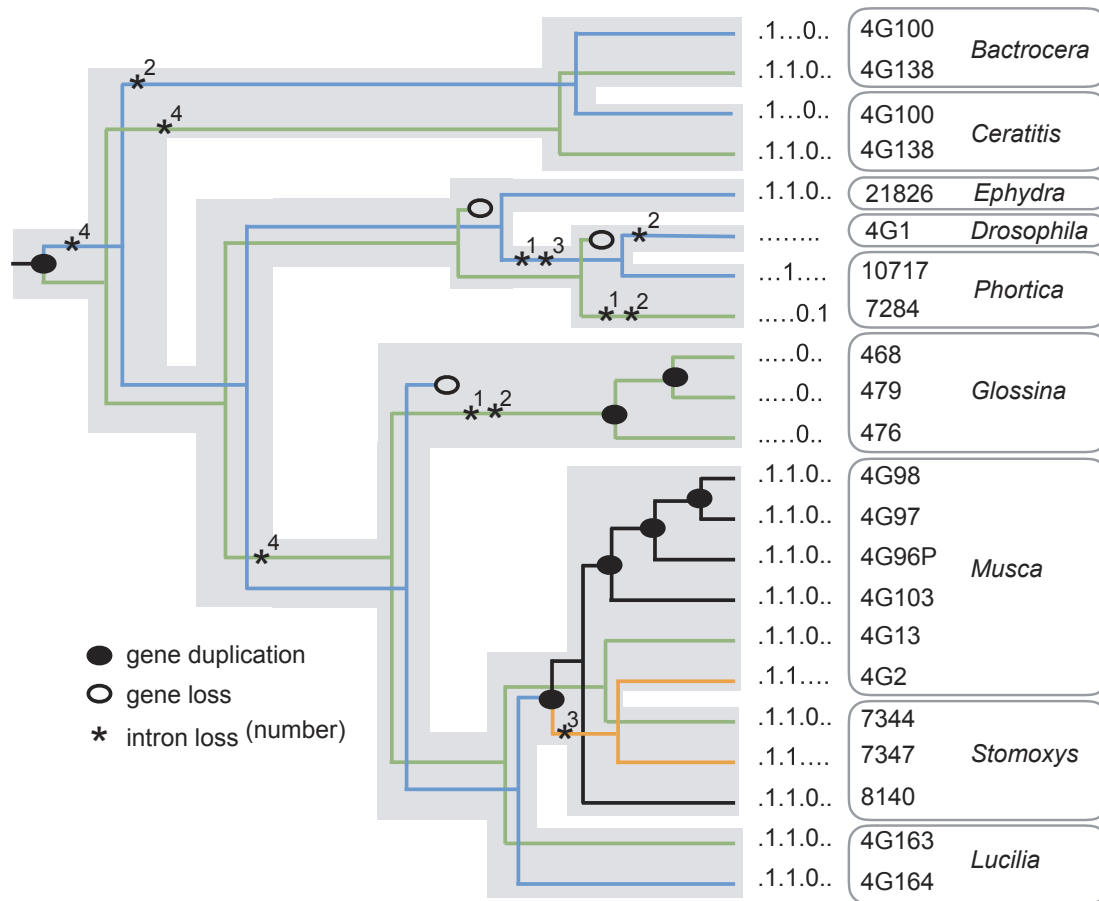 *2
.1...0.. 4G100
Bactrocera
.1.1.0.. 4G138
*4
.1...0.. 4G100
Ceratitis
.1.1.0.. 4G138
.1.1.0.. 21826 Ephydra
*4
*2
........ 4G1 Drosophila
*1 *3
...1.... 10717
Phortica
*1 *2
.....0.1 7284
.....0.. 468
.....0.. 479 Glossina
*1 *2
.....0.. 476
.1.1.0.. 4G98
.1.1.0.. 4G97
*4
.1.1.0.. 4G96P Musca
.1.1.0.. 4G103
.1.1.0.. 4G13
.1.1.... 4G2
*3
.1.1.0.. 7344
.1.1.... 7347 Stomoxys
.1.1.0.. 8140
.1.1.0.. 4G163
Lucilia
.1.1.0.. 4G164
gene duplication
gene loss
* intron loss (number)